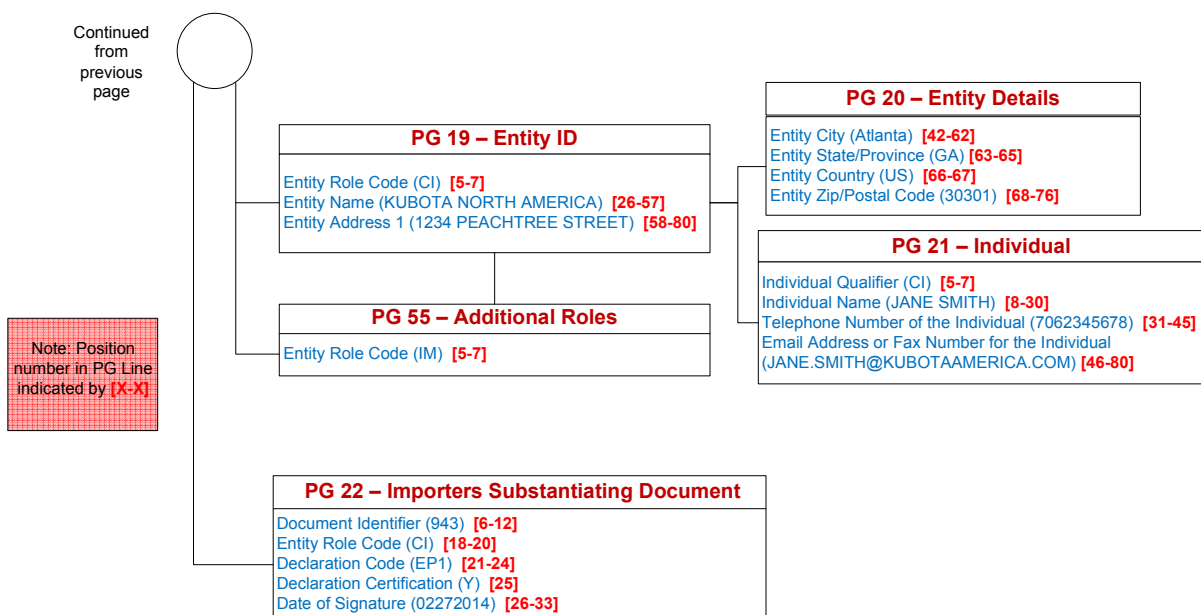 Continued
from
previous
page
PG 19 – Entity ID
Entity Role Code (CI) [5-7]
Entity Name (KUBOTA NORTH AMERICA) [26-57]
Entity Address 1 (1234 PEACHTREE STREET) [58-80]
PG 20 – Entity Details
Entity City (Atlanta) [42-62]
Entity State/Province (GA) [63-65]
Entity Country (US) [66-67]
Entity Zip/Postal Code (30301) [68-76]
PG 21 – Individual
Individual Qualifier (CI) [5-7]
Individual Name (JANE SMITH) [8-30]
Telephone Number of the Individual (7062345678) [31-45]
Email Address or Fax Number for the Individual
(JANE.SMITH@KUBOTAAMERICA.COM) [46-80]
PG 55 – Additional Roles
Entity Role Code (IM) [5-7]
Note: Position
number in PG Line
indicated by [X-X]
PG 22 – Importers Substantiating Document
Document Identifier (943) [6-12]
Entity Role Code (CI) [18-20]
Declaration Code (EP1) [21-24]
Declaration Certification (Y) [25]
Date of Signature (02272014) [26-33]